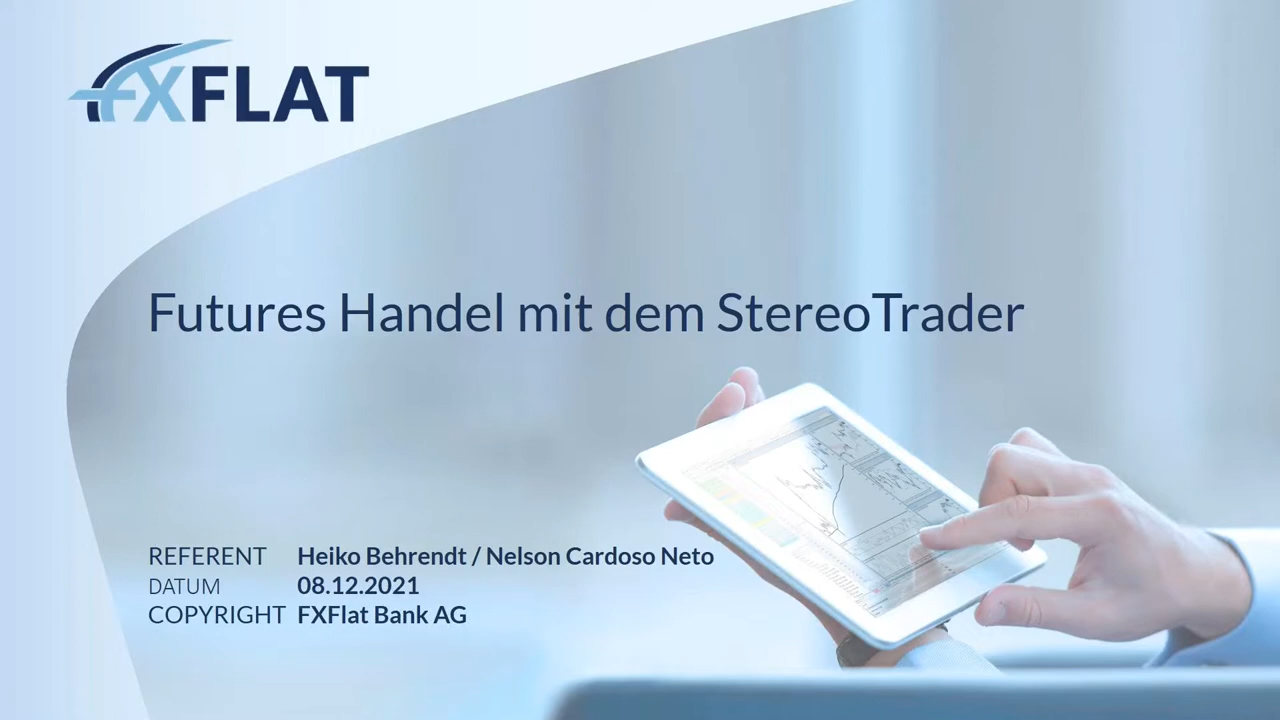 FXFLAT
Futures Handel mit dem StereoTrader
REFERENT Heiko Behrendt / Nelson Cardoso Neto
DATUM 08.12.2021
COPYRIGHT FXFlat Bank AG